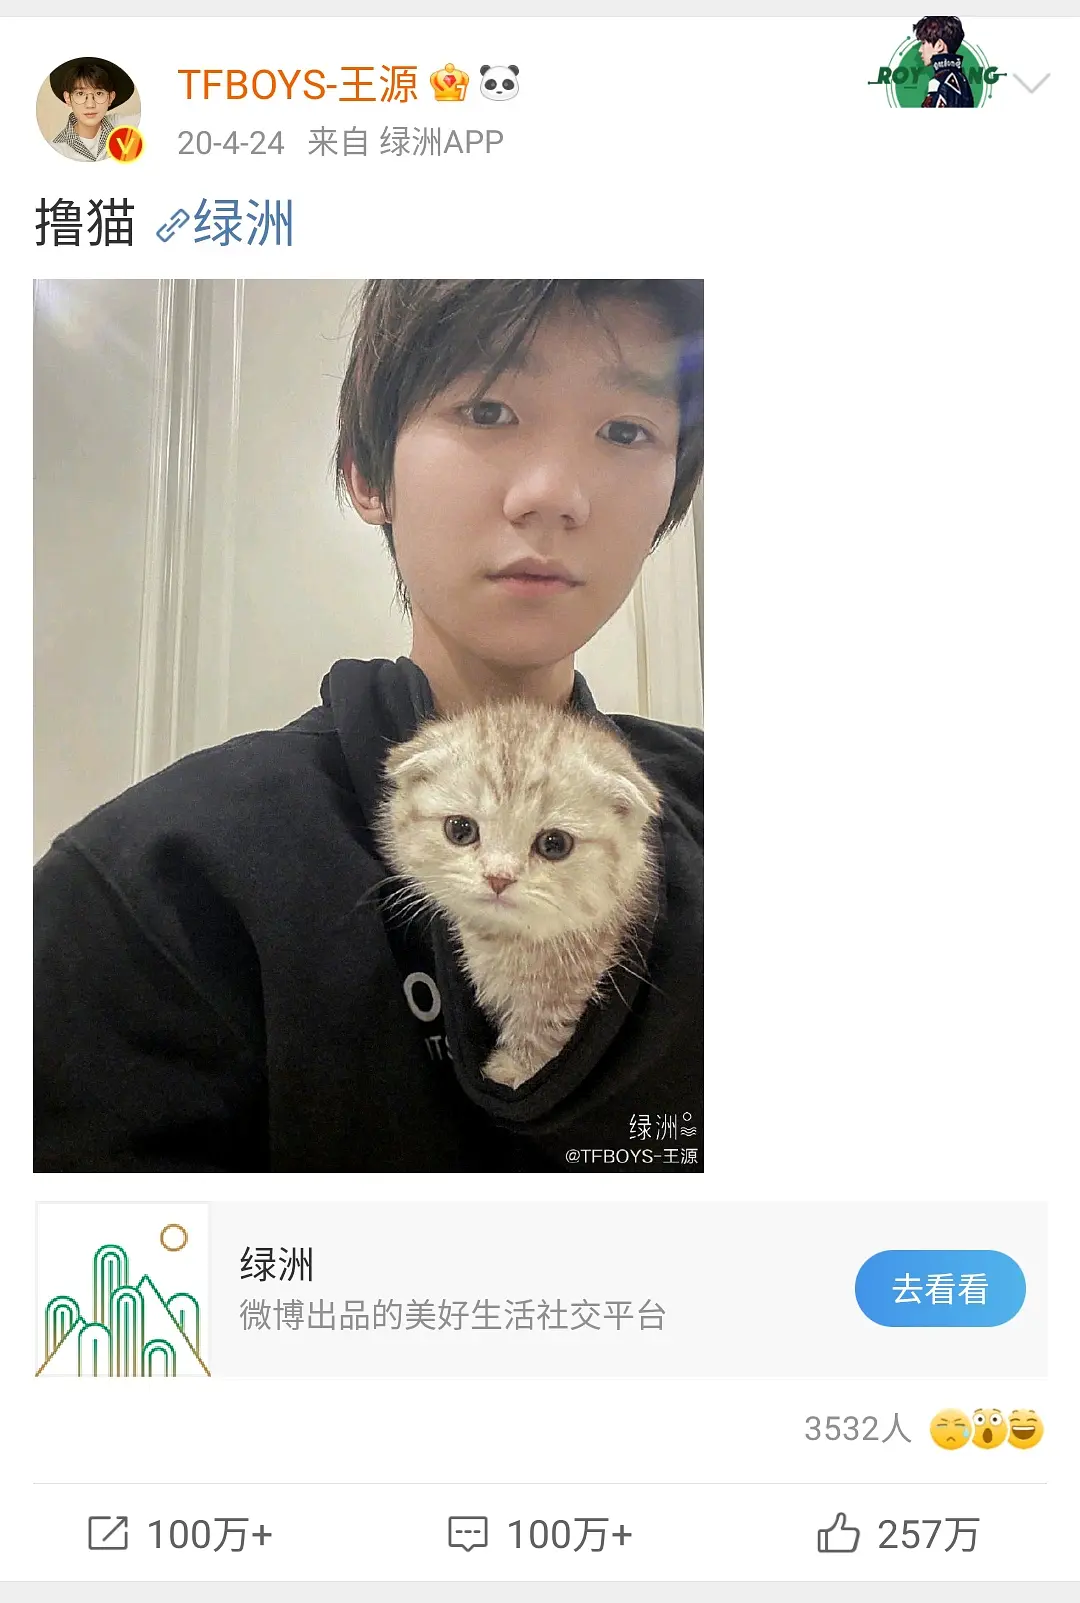 TFBOYS-王源
ROY
NG
20-4-24 来自 绿洲APP
撸猫 绿洲
O
ITS
绿洲
@TFBOYS-王源
绿洲
微博出品的美好生活社交平台
去看看
3532人
100万+
100万+
257万